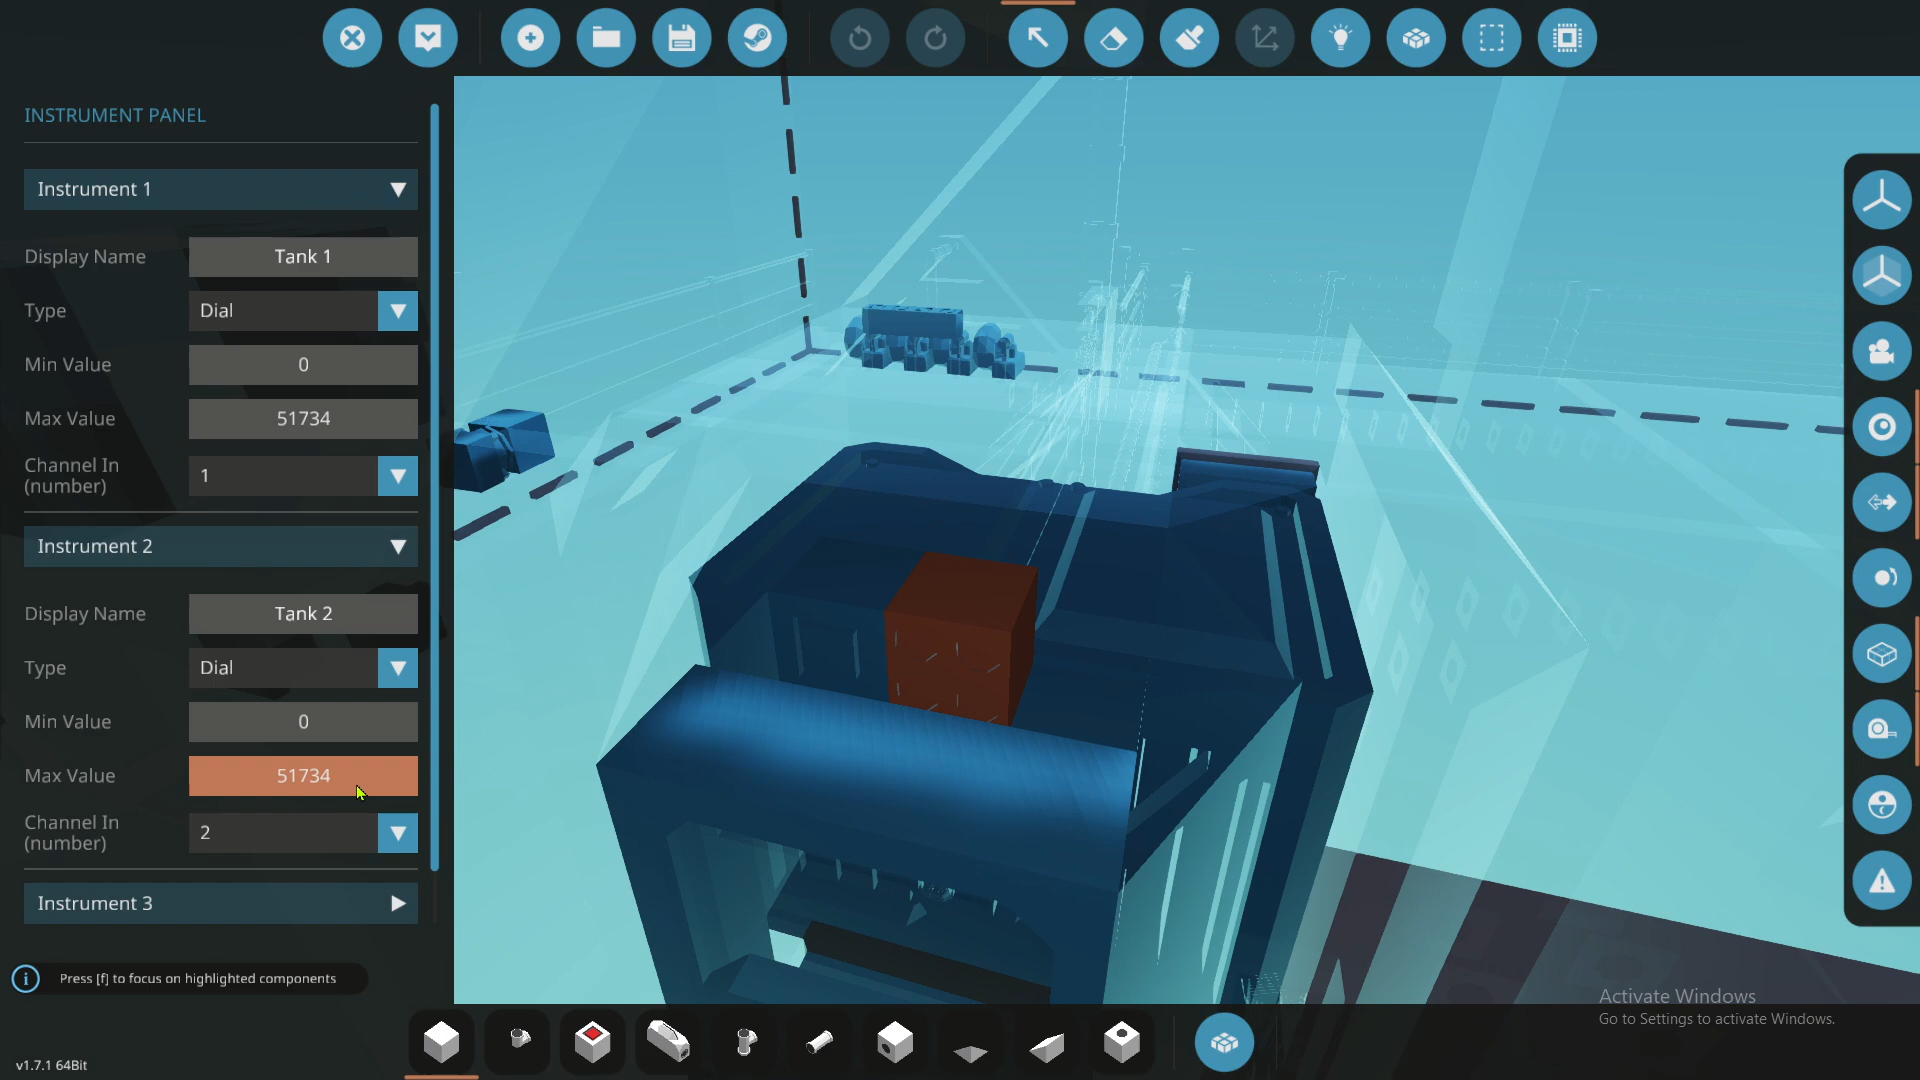 INSTRUMENT PANEL
Instrument 1
Display Name
Tank 1
Type
Dial
Min Value
0
Max Value
51734
Channel In
(number)
1
Instrument 2
Display Name
Tank 2
Type
Dial
Min Value
0
Max Value
51734
Channel In
(number)
2
Instrument 3
Press [f] to focus on highlighted components
Activate Windows
Go to Settings to activate Windows.
v1.7.1 64Bit